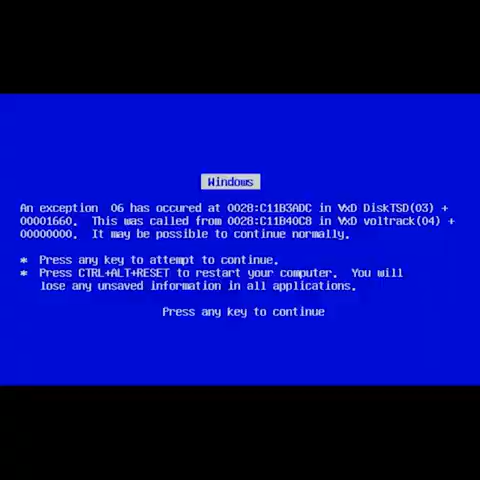 Windows
An exception  06 has occured at 0028:C11B3ADC in VxD DiskTSD(03) +
00001660.  This was called from 0028:C11B40C8 in VxD voltrack(04) +
00000000.  It may be possible to continue normally.
*  Press any key to attempt to continue.
*  Press CTRL+ALT+RESET to restart your computer.  You will
lose any unsaved information in all applications.
Press any key to continue